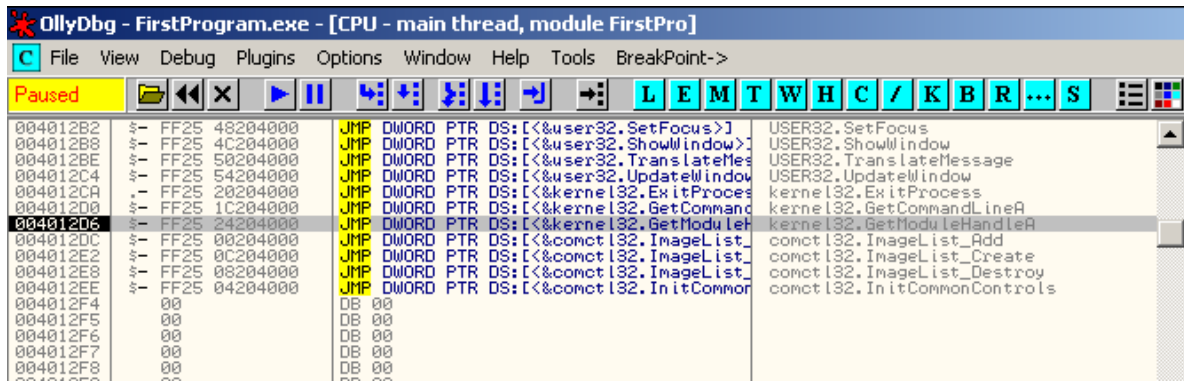 OllyDbg - FirstProgram.exe - [CPU - main thread, module FirstPro]
C File View Debug Plugins Options Window Help Tools BreakPoint->
Paused L E M T W H C / K B R ... S
004012B2 $- FF25 48204000 JMP DWORD PTR DS:[<&user32.SetFocus>] USER32.SetFocus
004012B8 $- FF25 4C204000 JMP DWORD PTR DS:[<&user32.ShowWindow>] USER32.ShowWindow
004012BE $- FF25 50204000 JMP DWORD PTR DS:[<&user32.TranslateMes USER32.TranslateMessage
004012C4 $- FF25 54204000 JMP DWORD PTR DS:[<&user32.UpdateWindow USER32.UpdateWindow
004012CA .- FF25 20204000 JMP DWORD PTR DS:[<&kernel32.ExitProces kernel32.ExitProcess
004012D0 $- FF25 1C204000 JMP DWORD PTR DS:[<&kernel32.GetCommand kernel32.GetCommandLineA
004012D6 $- FF25 24204000 JMP DWORD PTR DS:[<&kernel32.GetModuleH kernel32.GetModuleHandleA
004012DC $- FF25 00204000 JMP DWORD PTR DS:[<&comctl32.ImageList_ comctl32.ImageList_Add
004012E2 $- FF25 0C204000 JMP DWORD PTR DS:[<&comctl32.ImageList_ comctl32.ImageList_Create
004012E8 $- FF25 08204000 JMP DWORD PTR DS:[<&comctl32.ImageList_ comctl32.ImageList_Destroy
004012EE $- FF25 04204000 JMP DWORD PTR DS:[<&comctl32.InitCommon comctl32.InitCommonControls
004012F4 00 DB 00
004012F5 00 DB 00
004012F6 00 DB 00
004012F7 00 DB 00
004012F8 00 DB 00